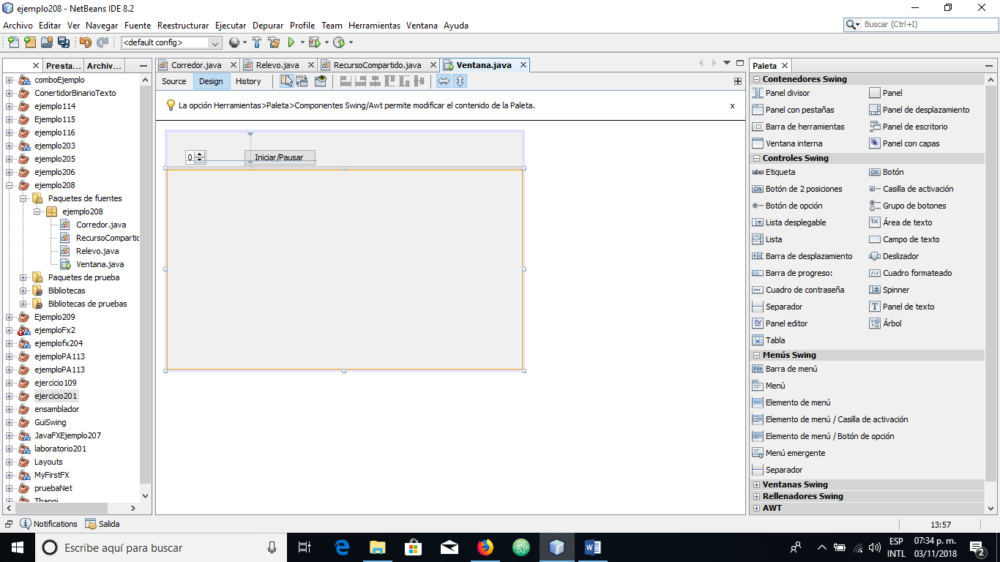 ejemplo208 - NetBeans IDE 8.2
Archivo Editar Ver Navegar Fuente Reestructurar Ejecutar Depurar Profile Team Herramientas Ventana Ayuda
Buscar (Ctrl+I)
<default config>
Presta... Archiv...
comboEjemplo
ConertidorBinarioTexto
ejemplo114
Ejemplo115
ejemplo116
ejemplo203
ejemplo205
ejemplo206
ejemplo208
Paquetes de fuentes
ejemplo208
Corredor.java
RecursoCompartic
Relevo.java
Ventana.java
Paquetes de prueba
Bibliotecas
Bibliotecas de pruebas
Ejemplo209
ejemploFx2
ejemplofx204
ejemploPA113
ejemploPA113
ejercicio109
ejercicio201
ensamblador
GuiSwing
JavaFXEjemplo207
laboratorio201
Layouts
MyFirstFX
pruebaNet
Thanoi
Corredor.java Relevo.java RecursoCompartido.java Ventana.java
Source Design History
La opción Herramientas>Paleta>Componentes Swing/Awt permite modificar el contenido de la Paleta. x
0 Iniciar/Pausar
Paleta
Contenedores Swing
Panel divisor Panel
Panel con pestañas Panel de desplazamiento
Barra de herramientas Panel de escritorio
Ventana interna Panel con capas
Controles Swing
label Etiqueta OK Botón
ON Botón de 2 posiciones Casilla de activación
Botón de opción Grupo de botones
Lista desplegable Área de texto
Lista Campo de texto
Barra de desplazamiento Deslizador
Barra de progreso: Cuadro formateado
Cuadro de contraseña Spinner
Separador Panel de texto
Panel editor Árbol
Tabla
Menús Swing
File Barra de menú
Menú
Elemento de menú
Elemento de menú / Casilla de activación
Elemento de menú / Botón de opción
Menú emergente
Separador
Ventanas Swing
Rellenadores Swing
AWT
Notifications Salida
13:57
Escribe aquí para buscar
ESP 07:34 p. m.
INTL 03/11/2018
2